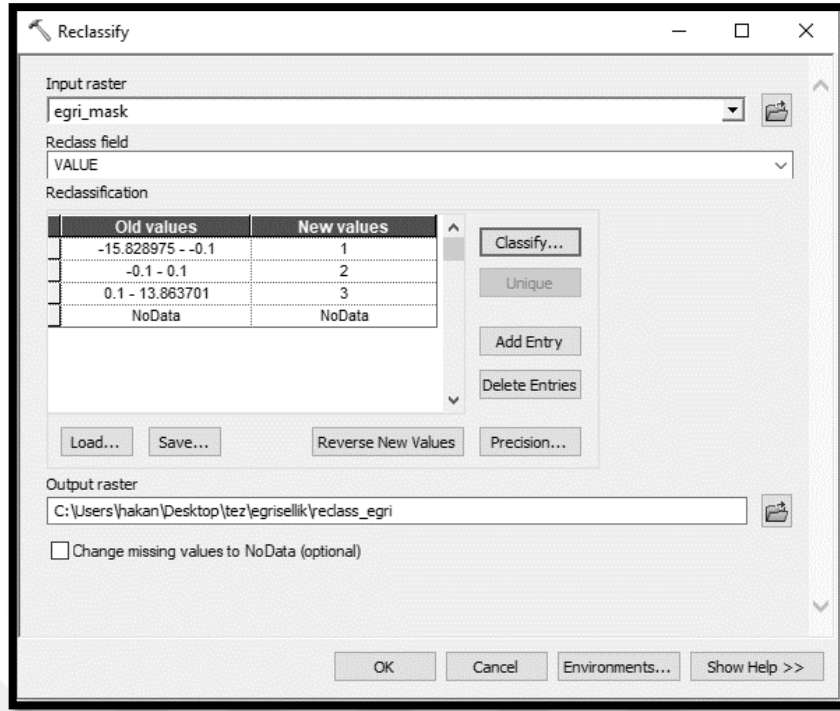 Reclassify
Input raster
egri_mask
Reclass field
VALUE
Reclassification
Old values New values
-15.828975 - -0.1 1
-0.1 - 0.1 2
0.1 - 13.863701 3
NoData NoData
Classify...
Unique
Add Entry
Delete Entries
Load... Save... Reverse New Values Precision...
Output raster
C:\Users\hakan\Desktop\tez\egrisellik\reclass_egri
Change missing values to NoData (optional)
OK Cancel Environments... Show Help >>